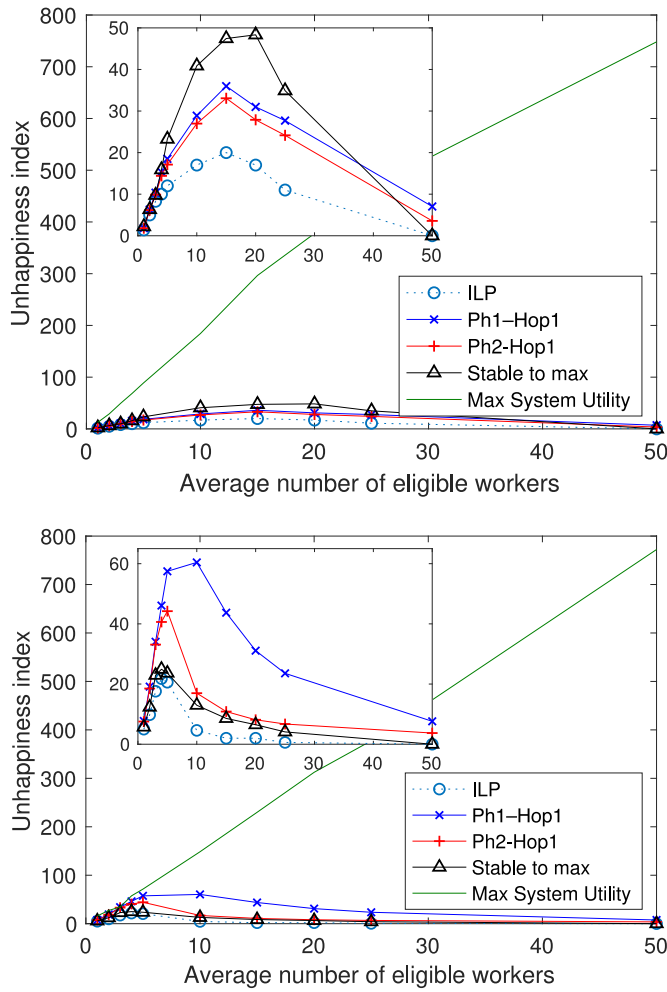 800
700
600
500
400
300
200
100
0
Unhappiness index
50
40
30
20
10
0
0 10 20 30 40 50
ILP
Ph1–Hop1
Ph2-Hop1
Stable to max
Max System Utility
0 10 20 30 40 50
Average number of eligible workers
800
700
600
500
400
300
200
100
0
Unhappiness index
60
40
20
0
0 10 20 30 40 50
ILP
Ph1–Hop1
Ph2-Hop1
Stable to max
Max System Utility
0 10 20 30 40 50
Average number of eligible workers